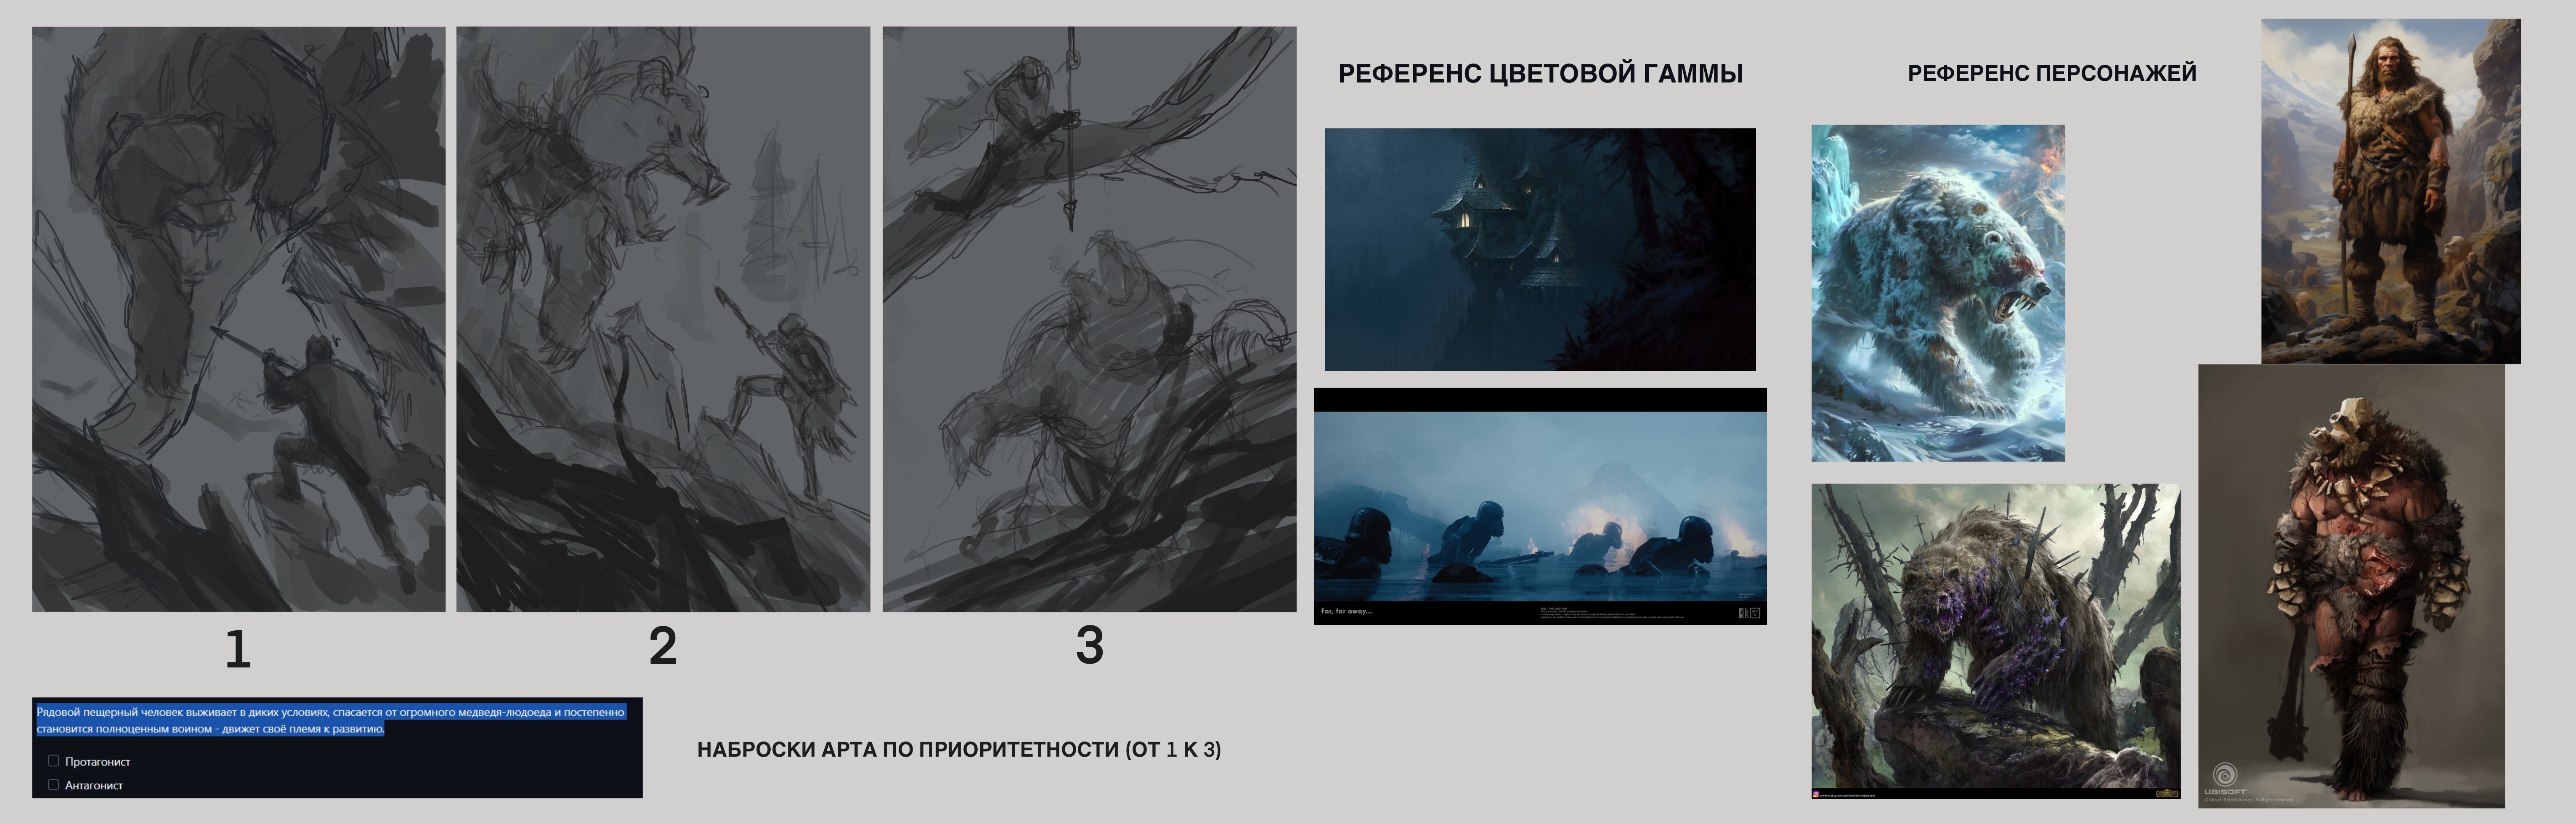 РЕФЕРЕНС ЦВЕТОВОЙ ГАММЫ
РЕФЕРЕНС ПЕРСОНАЖЕЙ
Far, far away...
1
2
3
Рядовой пещерный человек выживает в диких условиях, спасается от огромного медведя-людоеда и постепенно
становится полноценным воином - движет своё племя к развитию.
Протагонист
Антагонист
НАБРОСКИ АРТА ПО ПРИОРИТЕТНОСТИ (ОТ 1 К 3)
UBISOFT